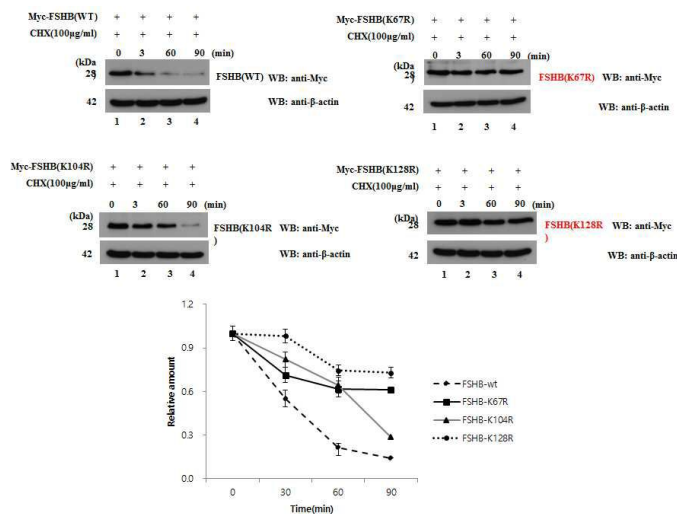 Myc-FSHB(WT) + + + +
CHX(100μg/ml) + + + +
0 3 60 90 (min)
(kDa
)
28
FSHB(WT) WB: anti-Myc
42 WB: anti-β-actin
1 2 3 4
Myc-FSHB(K67R) + + + +
CHX(100μg/ml) + + + +
0 3 60 90 (min)
(kDa
)
28
FSHB(K67R) WB: anti-Myc
42 WB: anti-β-actin
1 2 3 4
Myc-FSHB(K104R) + + + +
CHX(100μg/ml) + + + +
0 3 60 90 (min)
(kDa)
28 FSHB(K104R
) WB: anti-Myc
42 WB: anti-β-actin
1 2 3 4
Myc-FSHB(K128R) + + + +
CHX(100μg/ml) + + + +
0 3 60 90 (min)
(kDa)
28 FSHB(K128R
) WB: anti-Myc
42 WB: anti-β-actin
1 2 3 4
Relative amount
1.2
0.9
0.6
0.3
0.0
0 30 60 90
Time(min)
FSHB-wt
FSHB-K67R
FSHB-K104R
FSHB-K128R